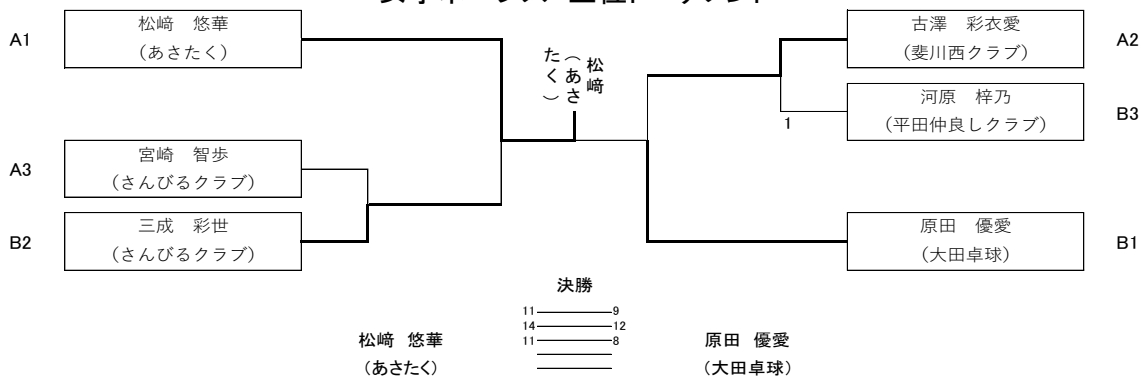 A1
松﨑　悠華
(あさたく)
A3
宮崎　智歩
(さんびるクラブ)
B2
三成　彩世
(さんびるクラブ)
松﨑
(あさ
たく)
古澤　彩衣愛
(斐川西クラブ)
A2
河原　梓乃
(平田仲良しクラブ)
B3
1
原田　優愛
(大田卓球)
B1
決勝
11 9
14 12
11 8
松﨑　悠華
(あさたく)
原田　優愛
(大田卓球)